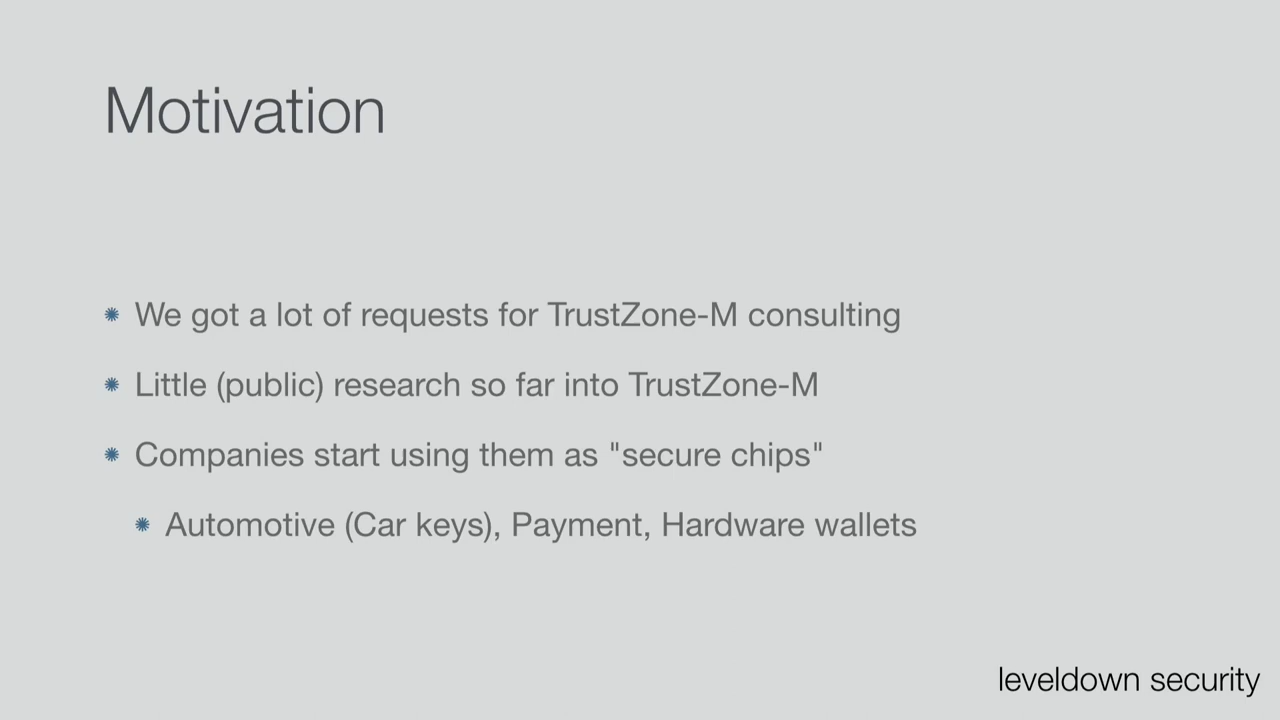 Motivation
We got a lot of requests for TrustZone-M consulting
Little (public) research so far into TrustZone-M
Companies start using them as "secure chips"
Automotive (Car keys), Payment, Hardware wallets
leveldown security